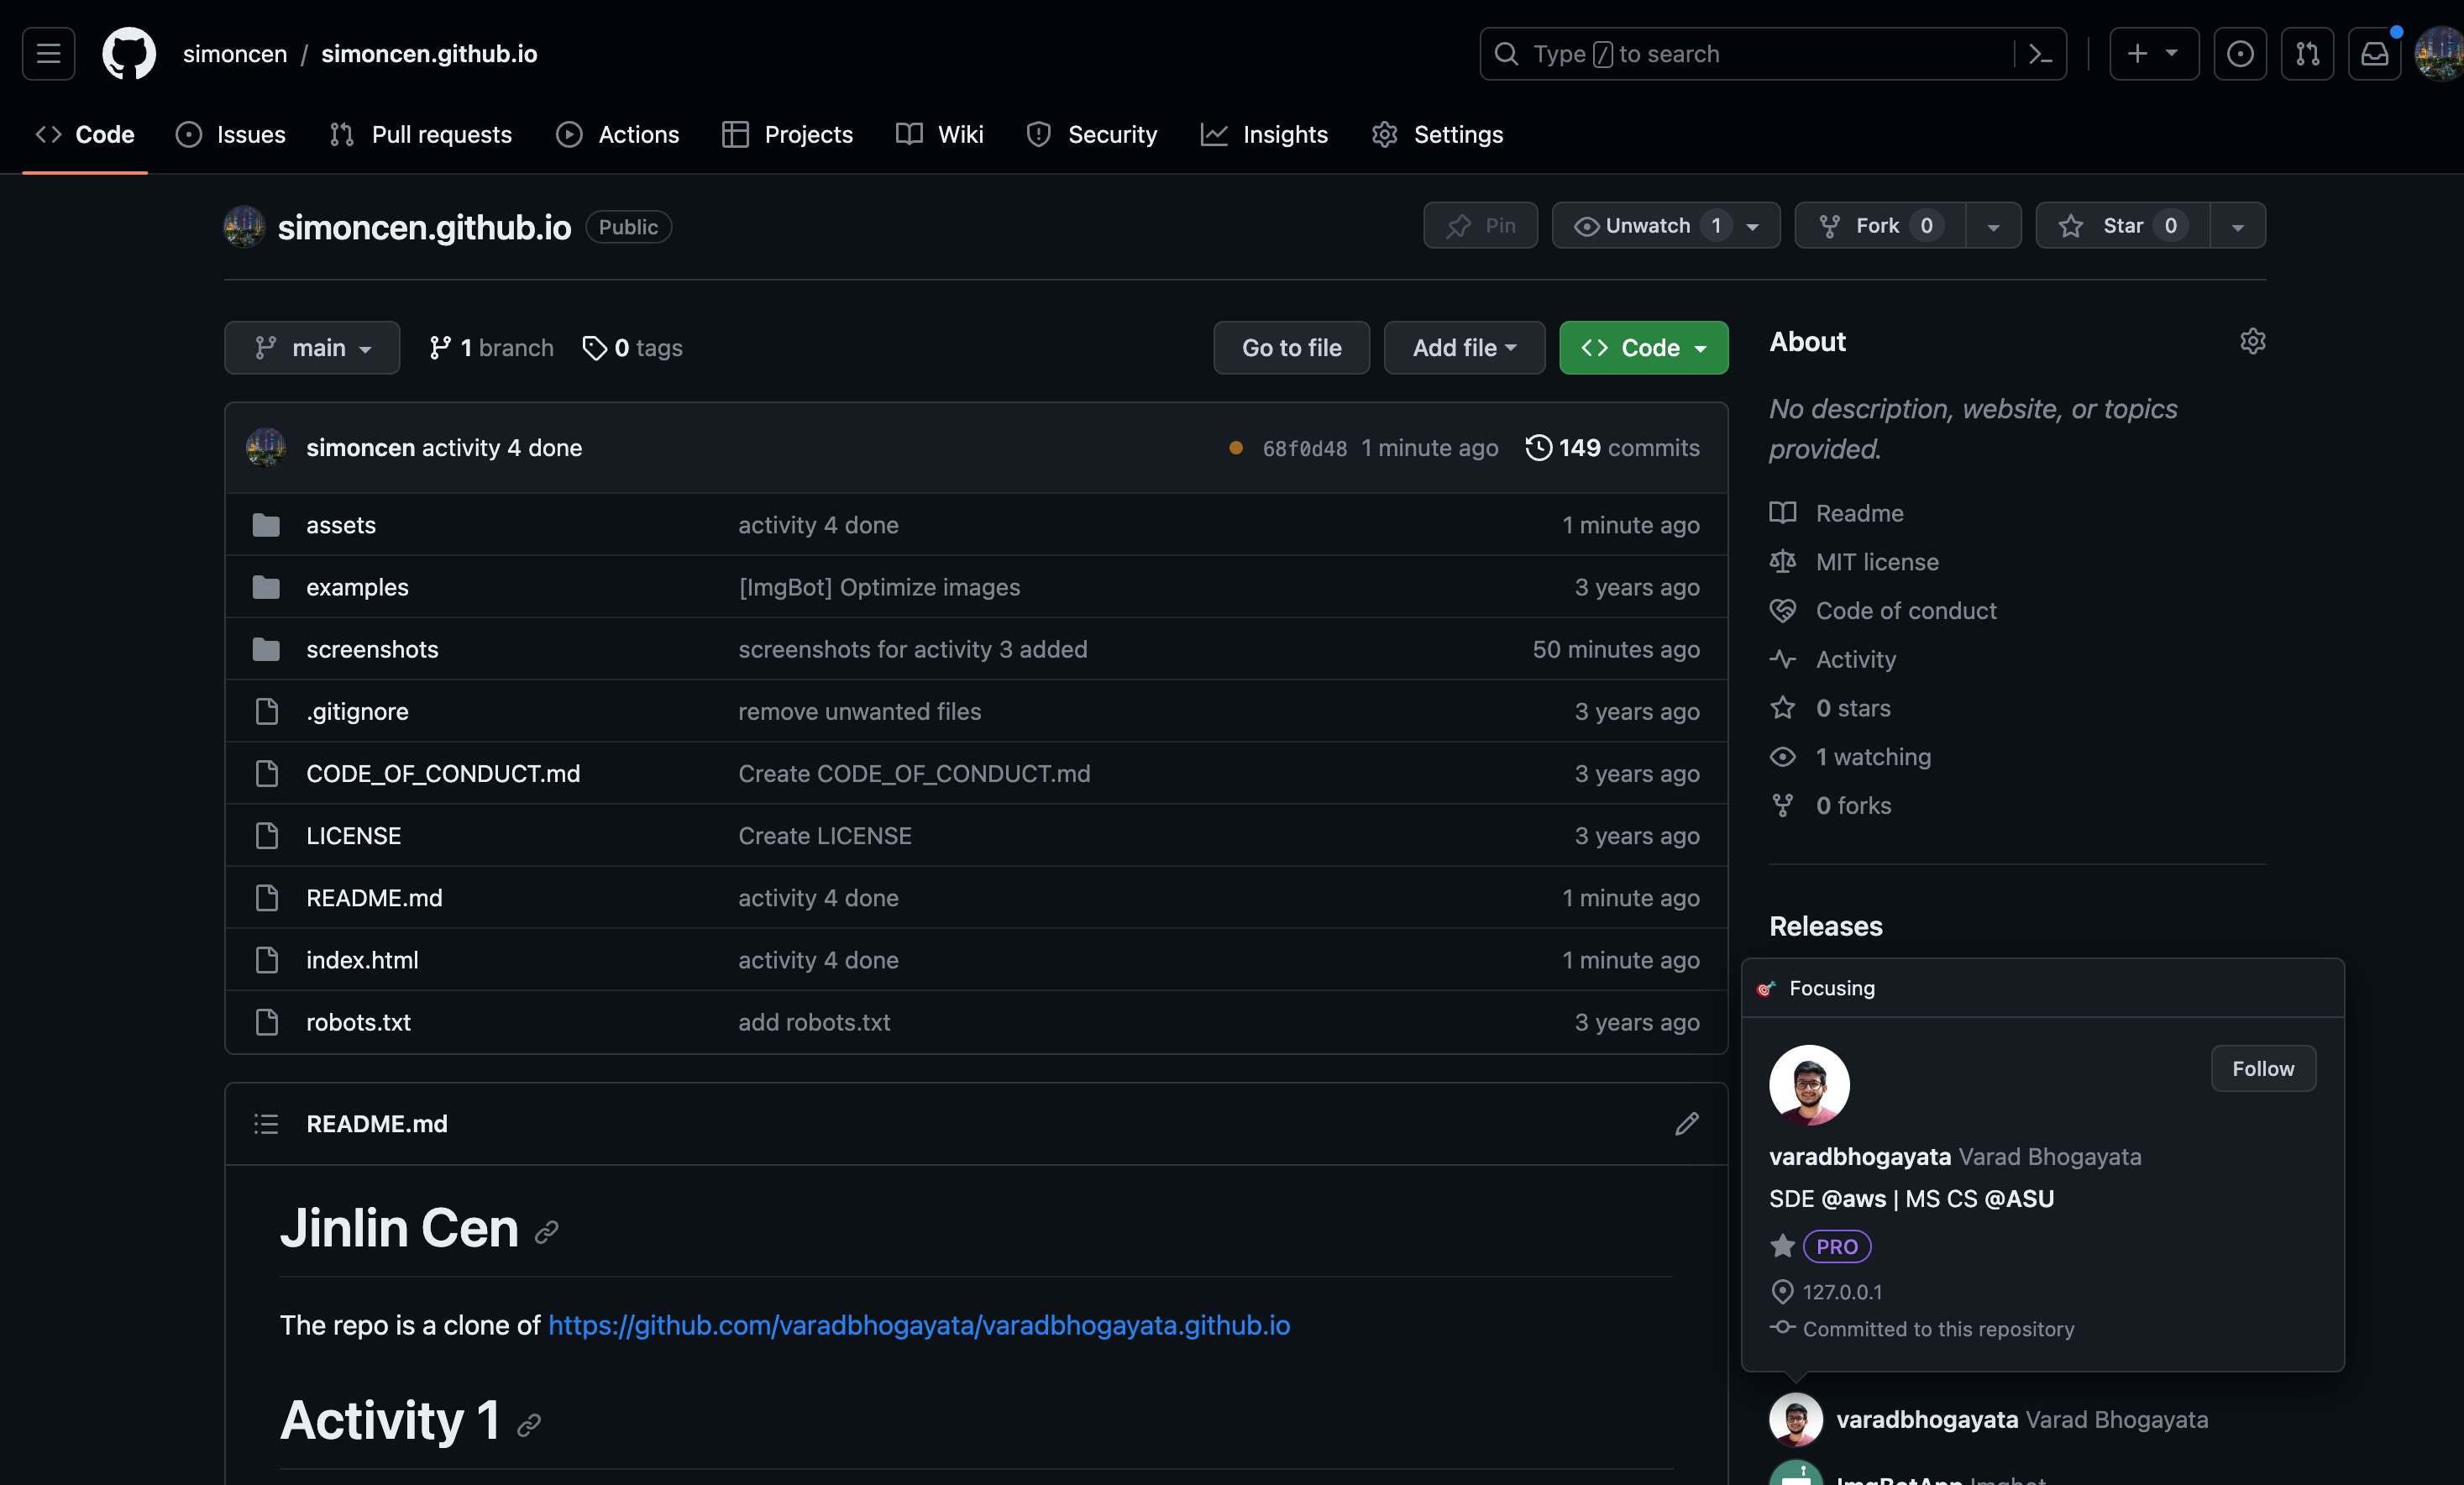 simoncen / simoncen.github.io
Type / to search
Code Issues Pull requests Actions Projects Wiki Security Insights Settings
simoncen.github.io Public
Pin Unwatch 1 Fork 0 Star 0
main 1 branch 0 tags Go to file Add file Code
simoncen activity 4 done 68f0d48 1 minute ago 149 commits
assets activity 4 done 1 minute ago
examples [ImgBot] Optimize images 3 years ago
screenshots screenshots for activity 3 added 50 minutes ago
.gitignore remove unwanted files 3 years ago
CODE_OF_CONDUCT.md Create CODE_OF_CONDUCT.md 3 years ago
LICENSE Create LICENSE 3 years ago
README.md activity 4 done 1 minute ago
index.html activity 4 done 1 minute ago
robots.txt add robots.txt 3 years ago
README.md
Jinlin Cen
The repo is a clone of https://github.com/varadbhogayata/varadbhogayata.github.io
Activity 1
About
No description, website, or topics
provided.
Readme
MIT license
Code of conduct
Activity
0 stars
1 watching
0 forks
Releases
Focusing
Follow
varadbhogayata Varad Bhogayata
SDE @aws | MS CS @ASU
PRO
127.0.0.1
Committed to this repository
varadbhogayata Varad Bhogayata
ImgBotApp Imgbot